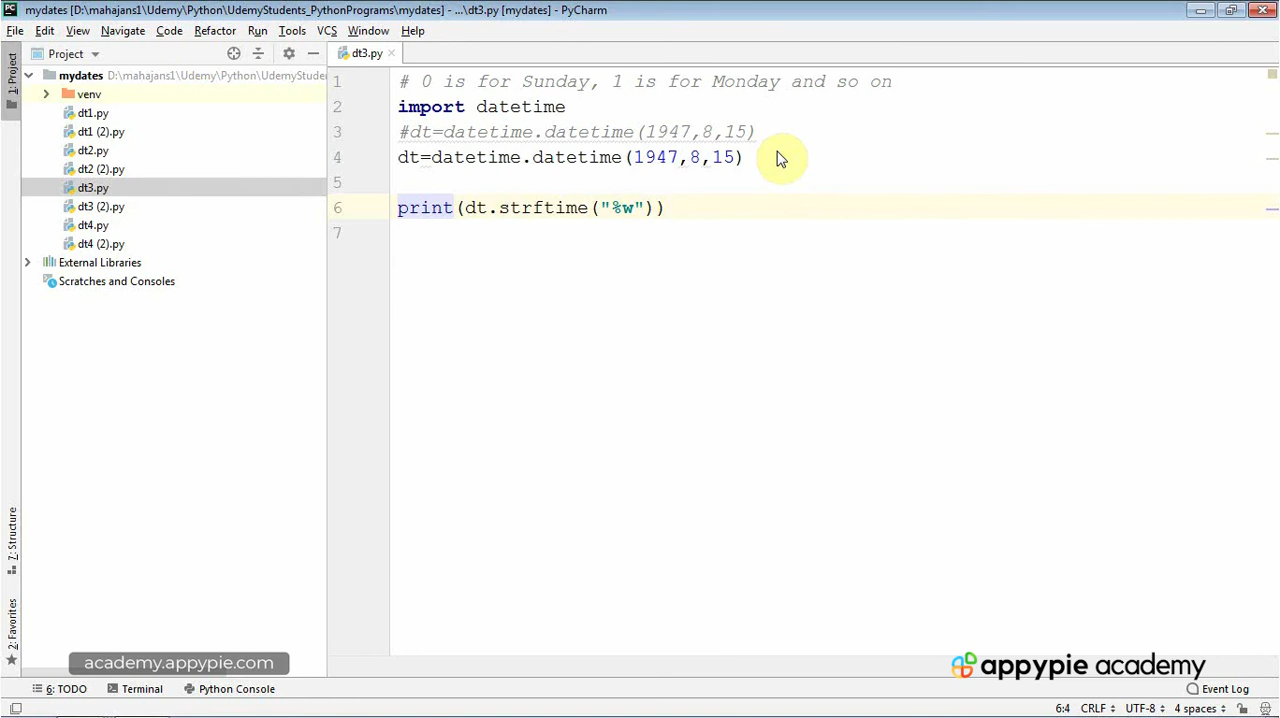 mydates [D:\mahajans1\Udemy\Python\UdemyStudents_PythonPrograms\mydates] - ...\dt3.py [mydates] - PyCharm
File Edit View Navigate Code Refactor Run Tools VCS Window Help
Project
dt3.py
1: Project
mydates D:\mahajans1\Udemy\Python\UdemyStude
venv
dt1.py
dt1 (2).py
dt2.py
dt2 (2).py
dt3.py
dt3 (2).py
dt4.py
dt4 (2).py
External Libraries
Scratches and Consoles
1 # 0 is for Sunday, 1 is for Monday and so on
2 import datetime
3 #dt=datetime.datetime(1947,8,15)
4 dt=datetime.datetime(1947,8,15)
5
6 print(dt.strftime("%w"))
7
7: Structure
2: Favorites
academy.appypie.com
appypie academy
6: TODO Terminal Python Console Event Log
6:4 CRLF UTF-8 4 spaces